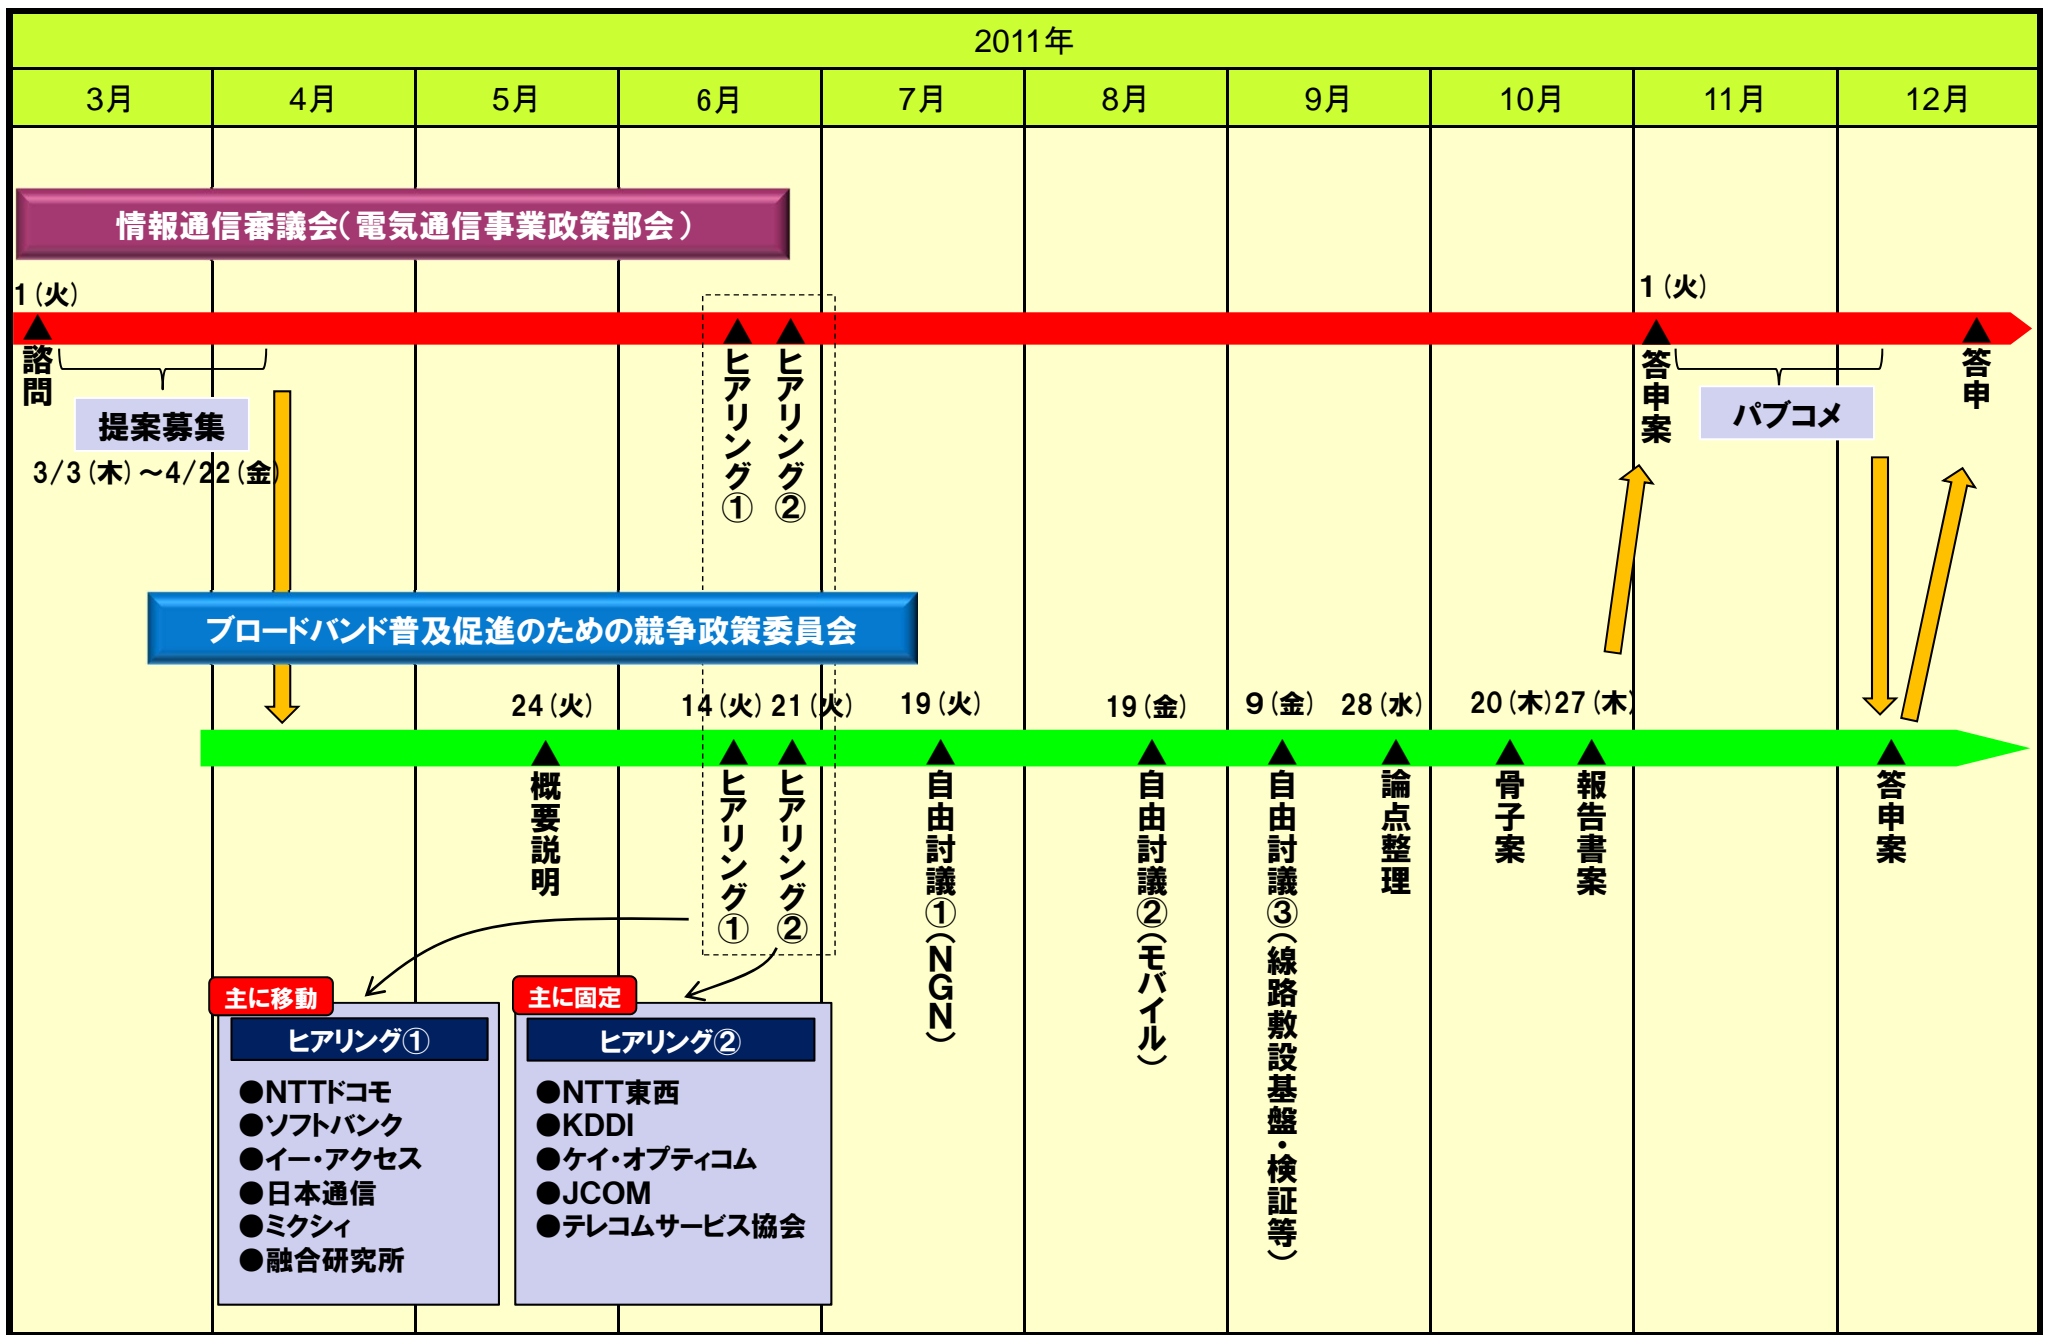 2011年
3月 4月 5月 6月 7月 8月 9月 10月 11月 12月
情報通信審議会(電気通信事業政策部会)
1(火)
1(火)
諮問
ヒアリング①
ヒアリング②
答申案
答申
提案募集
パブコメ
3/3(木)~4/22(金)
ブロードバンド普及促進のための競争政策委員会
24(火) 14(火) 21(火) 19(火) 19(金) 9(金) 28(水) 20(木) 27(木)
概要説明
ヒアリング①
ヒアリング②
自由討議①(NGN)
自由討議②(モバイル)
自由討議③(線路敷設基盤・検証等)
論点整理
骨子案
報告書案
答申案
主に移動
ヒアリング①
●NTTドコモ
●ソフトバンク
●イー・アクセス
●日本通信
●ミクシィ
●融合研究所
主に固定
ヒアリング②
●NTT東西
●KDDI
●ケイ・オプティコム
●JCOM
●テレコムサービス協会